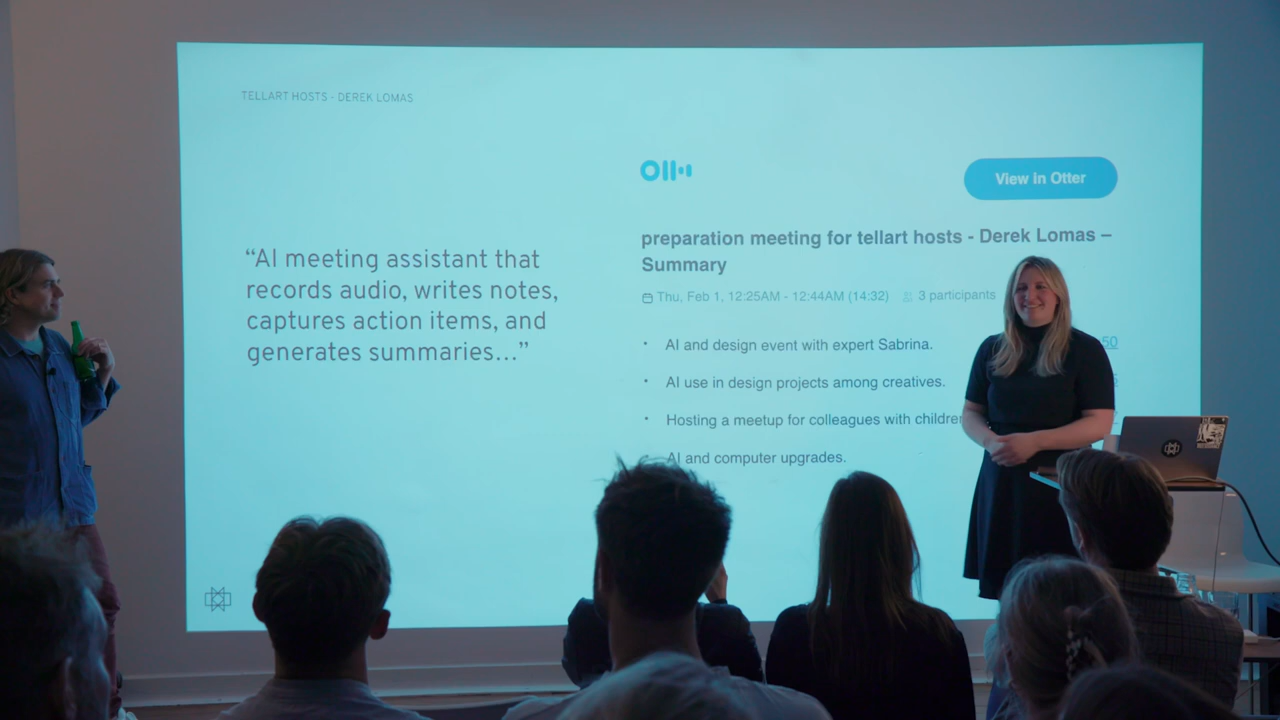 TELLART HOSTS - DEREK LOMAS
“AI meeting assistant that
records audio, writes notes,
captures action items, and
generates summaries...”
View in Otter
preparation meeting for tellart hosts - Derek Lomas –
Summary
Thu, Feb 1, 12:25AM - 12:44AM (14:32) 3 participants
AI and design event with expert Sabrina.
50
AI use in design projects among creatives.
Hosting a meetup for colleagues with children
AI and computer upgrades.